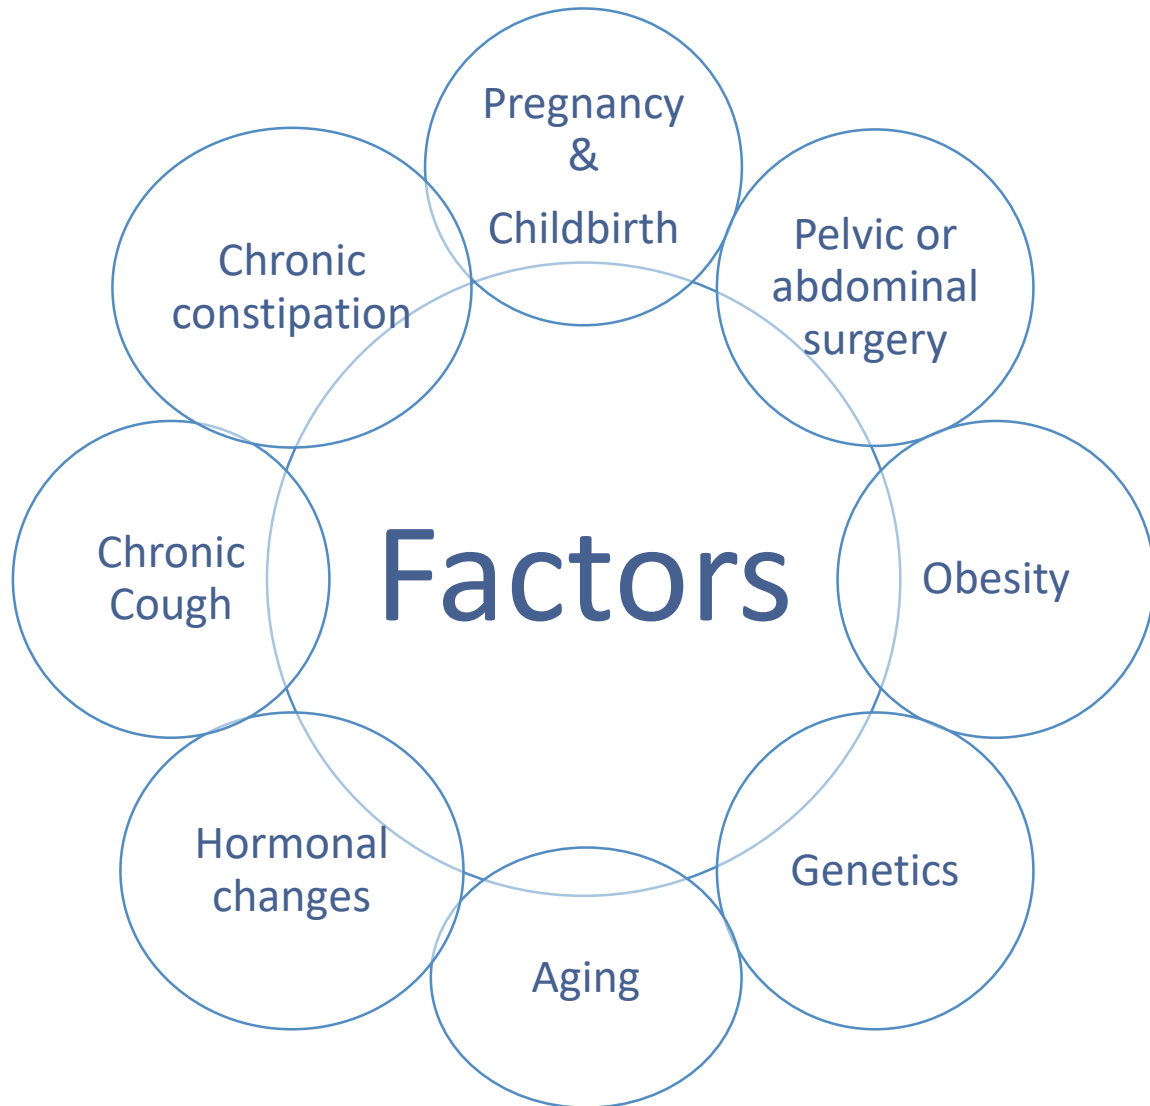 Pregnancy
&
Childbirth
Pelvic or
abdominal
surgery
Obesity
Genetics
Aging
Hormonal
changes
Chronic
Cough
Chronic
constipation
Factors